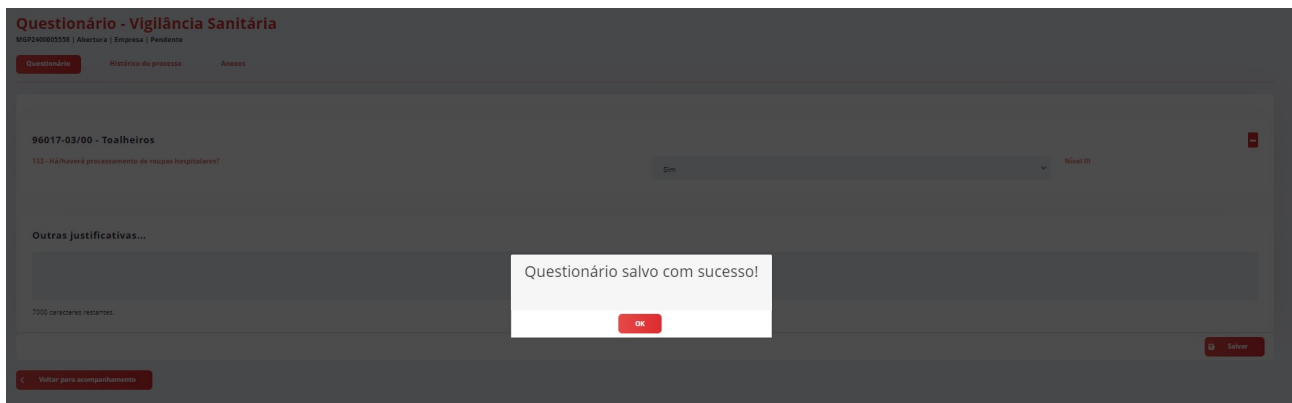 Questionário - Vigilância Sanitária
MGP2400005558 | Abertura | Empresa | Pendente
Questionário Histórico do processo Anexos
96017-03/00 - Toalheiros
133 - Há/haverá processamento de roupas hospitalares? Sim Nível III
Outras justificativas...
Questionário salvo com sucesso!
OK
7000 caracteres restantes.
Salvar
Voltar para acompanhamento